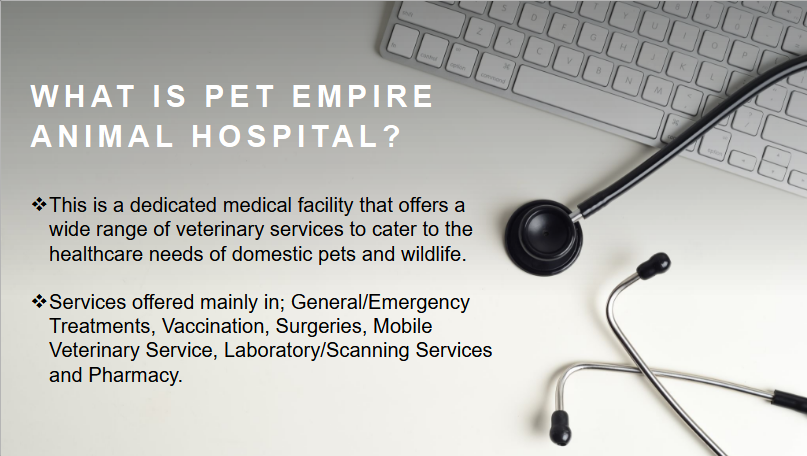 WHAT IS PET EMPIRE
ANIMAL HOSPITAL?
❖This is a dedicated medical facility that offers a
wide range of veterinary services to cater to the
healthcare needs of domestic pets and wildlife.
❖Services offered mainly in; General/Emergency
Treatments, Vaccination, Surgeries, Mobile
Veterinary Service, Laboratory/Scanning Services
and Pharmacy.